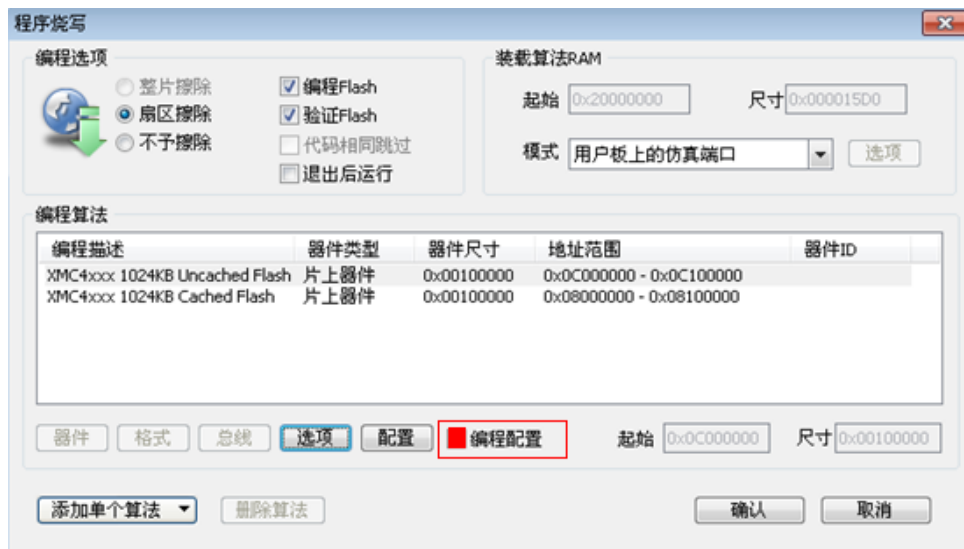 程序烧写
编程选项
整片擦除
扇区擦除
不予擦除
编程Flash
验证Flash
代码相同跳过
退出后运行
装载算法RAM
起始 0x20000000 尺寸 0x000015D0
模式 用户板上的仿真端口 选项
编程算法
编程描述 器件类型 器件尺寸 地址范围 器件ID
XMC4xxx 1024KB Uncached Flash 片上器件 0x00100000 0x0C000000 - 0x0C100000
XMC4xxx 1024KB Cached Flash 片上器件 0x00100000 0x08000000 - 0x08100000
器件 格式 总线 选项 配置 编程配置 起始 0x0C000000 尺寸 0x00100000
添加单个算法 删除算法 确认 取消